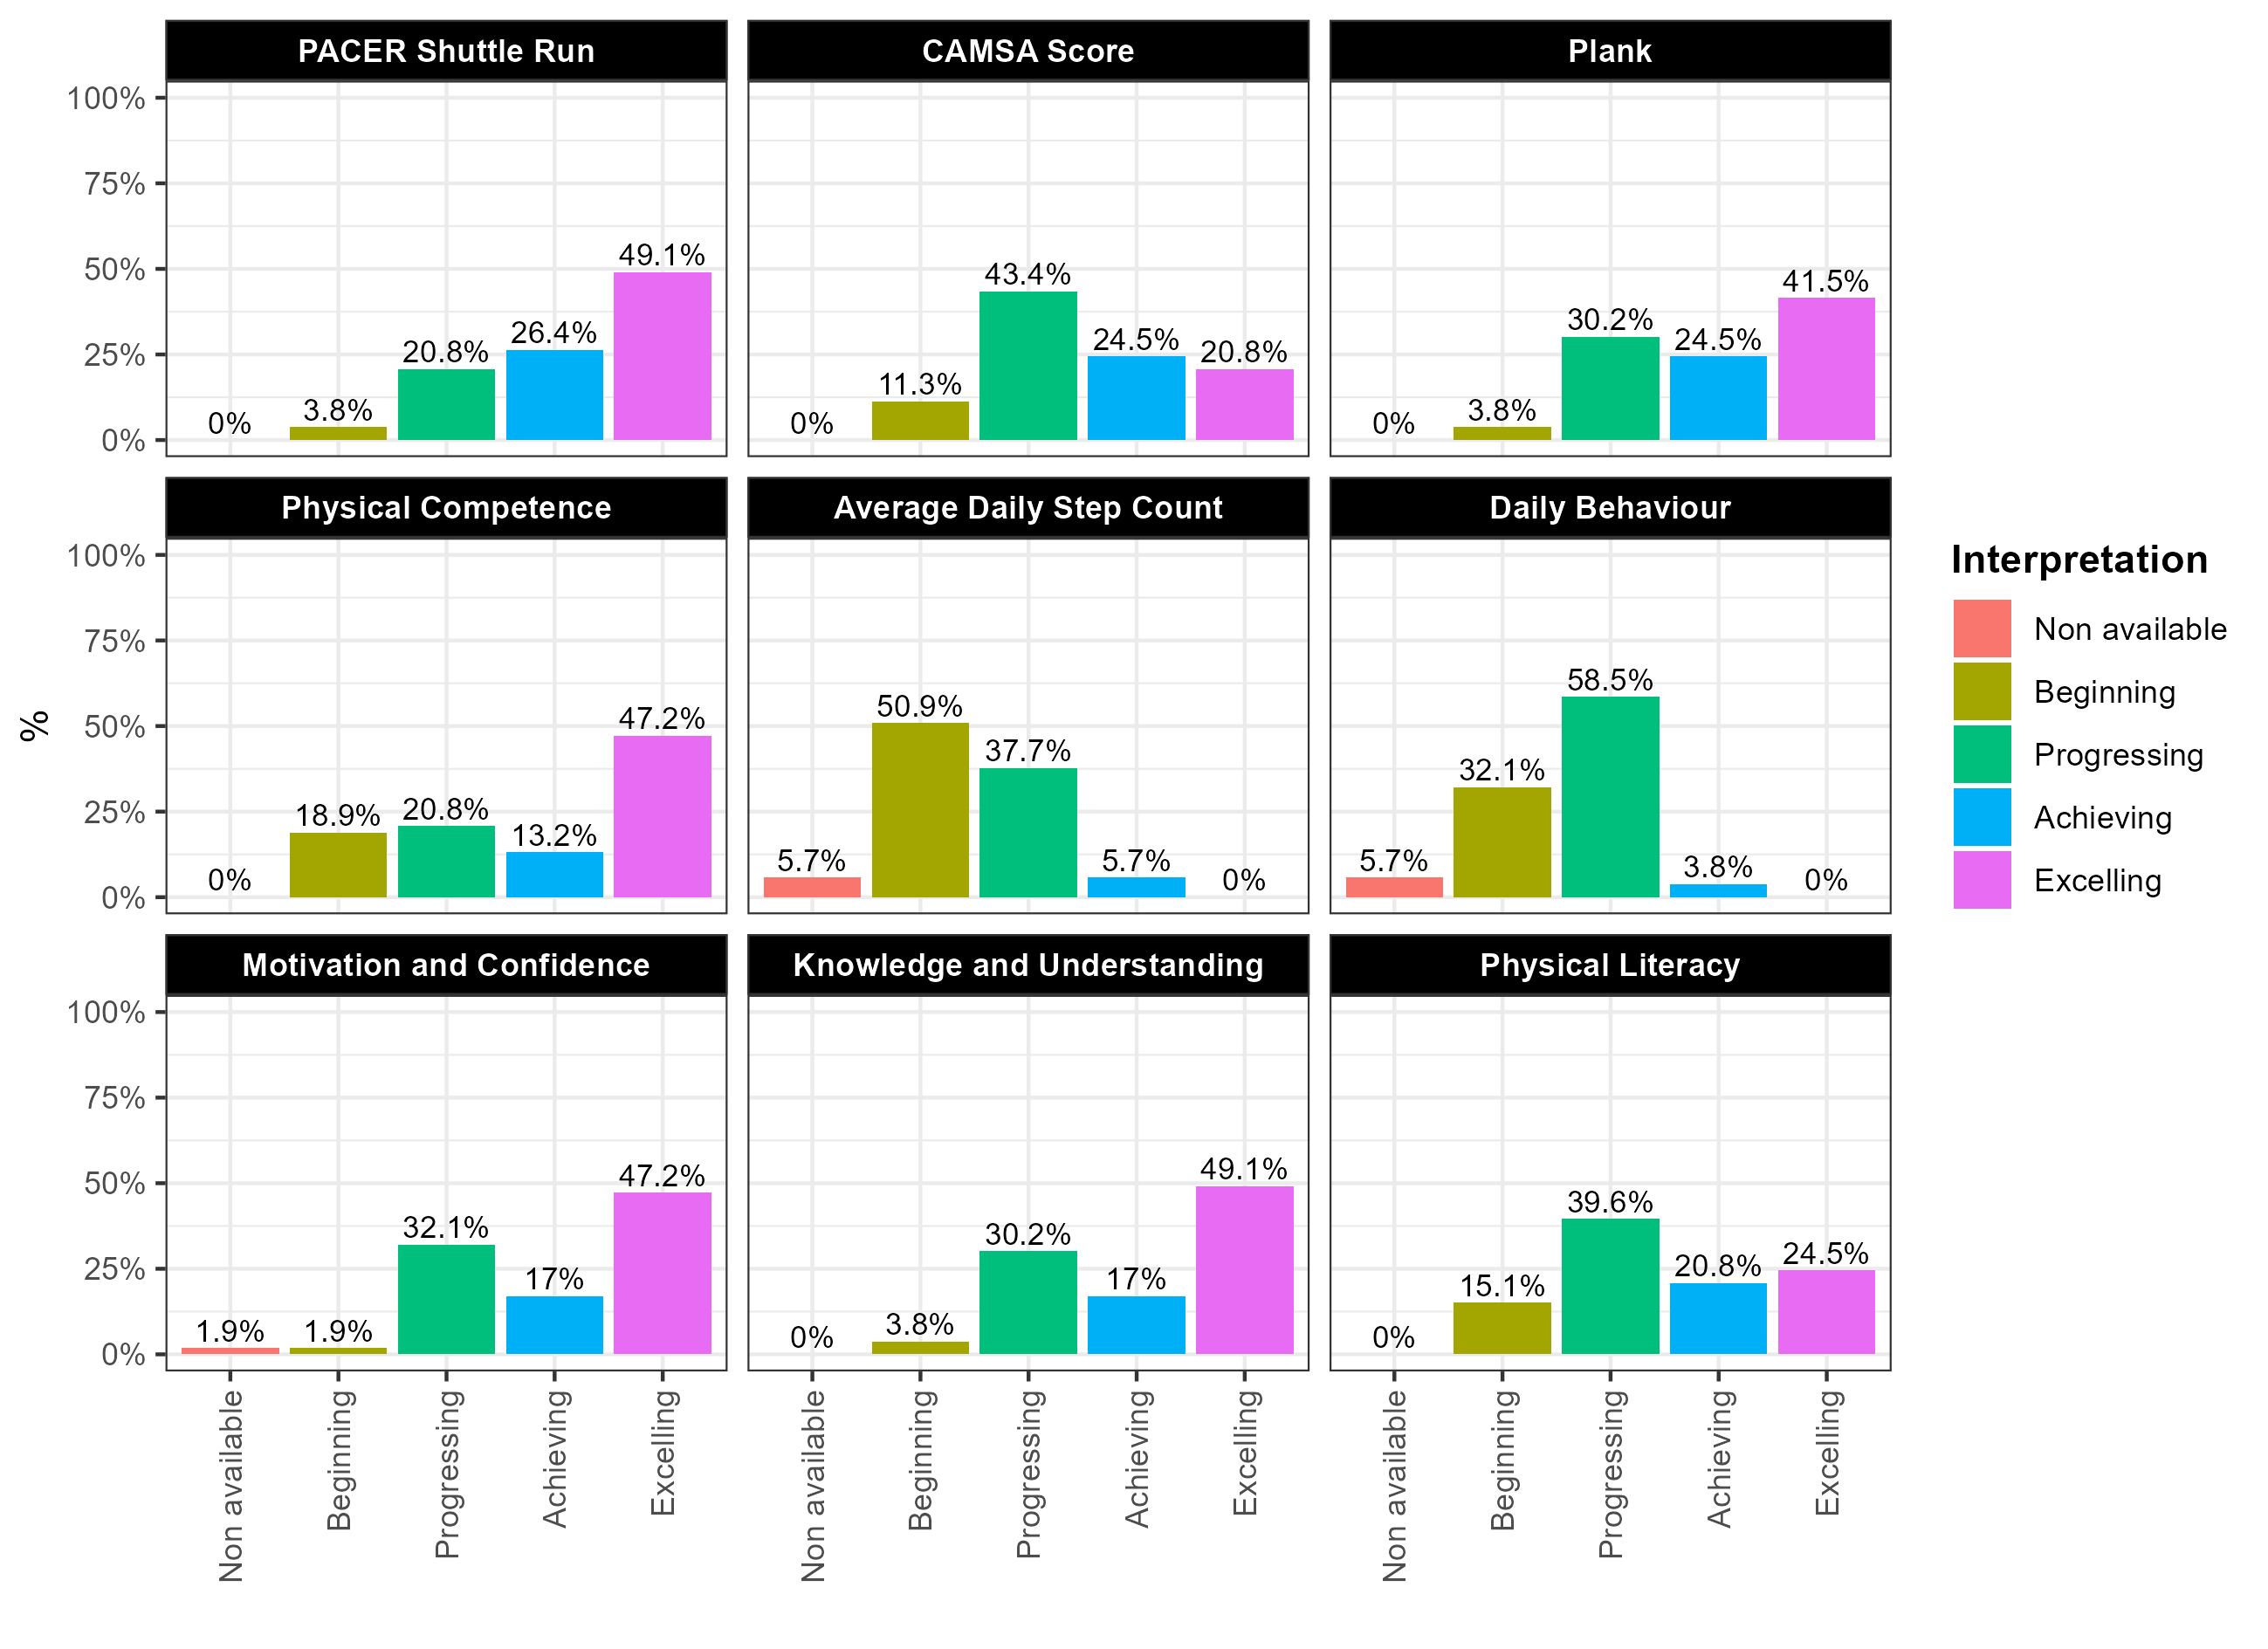 PACER Shuttle Run
CAMSA Score
Plank
100%
75%
50%
25%
0%
0%
3.8%
20.8%
26.4%
49.1%
0%
11.3%
43.4%
24.5%
20.8%
0%
3.8%
30.2%
24.5%
41.5%
Physical Competence
Average Daily Step Count
Daily Behaviour
%
100%
75%
50%
25%
0%
0%
18.9%
20.8%
13.2%
47.2%
5.7%
50.9%
37.7%
5.7%
0%
5.7%
32.1%
58.5%
3.8%
0%
Motivation and Confidence
Knowledge and Understanding
Physical Literacy
100%
75%
50%
25%
0%
1.9%
1.9%
32.1%
17%
47.2%
0%
3.8%
30.2%
17%
49.1%
0%
15.1%
39.6%
20.8%
24.5%
Non available
Beginning
Progressing
Achieving
Excelling
Non available
Beginning
Progressing
Achieving
Excelling
Non available
Beginning
Progressing
Achieving
Excelling
Interpretation
Non available
Beginning
Progressing
Achieving
Excelling